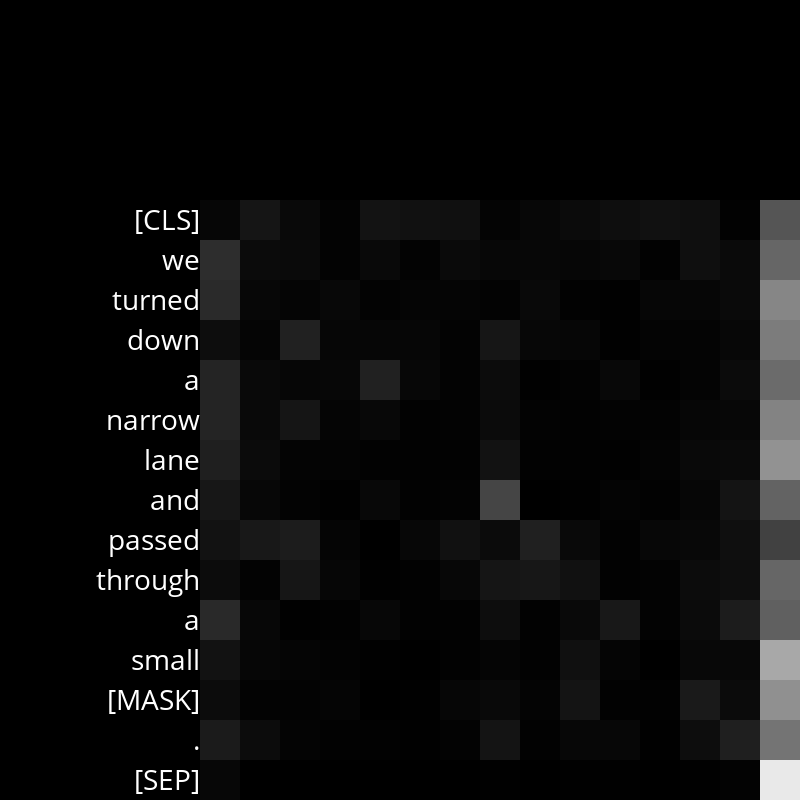 [CLS]
we
turned
down
a
narrow
lane
and
passed
through
a
small
[MASK]
.
[SEP]